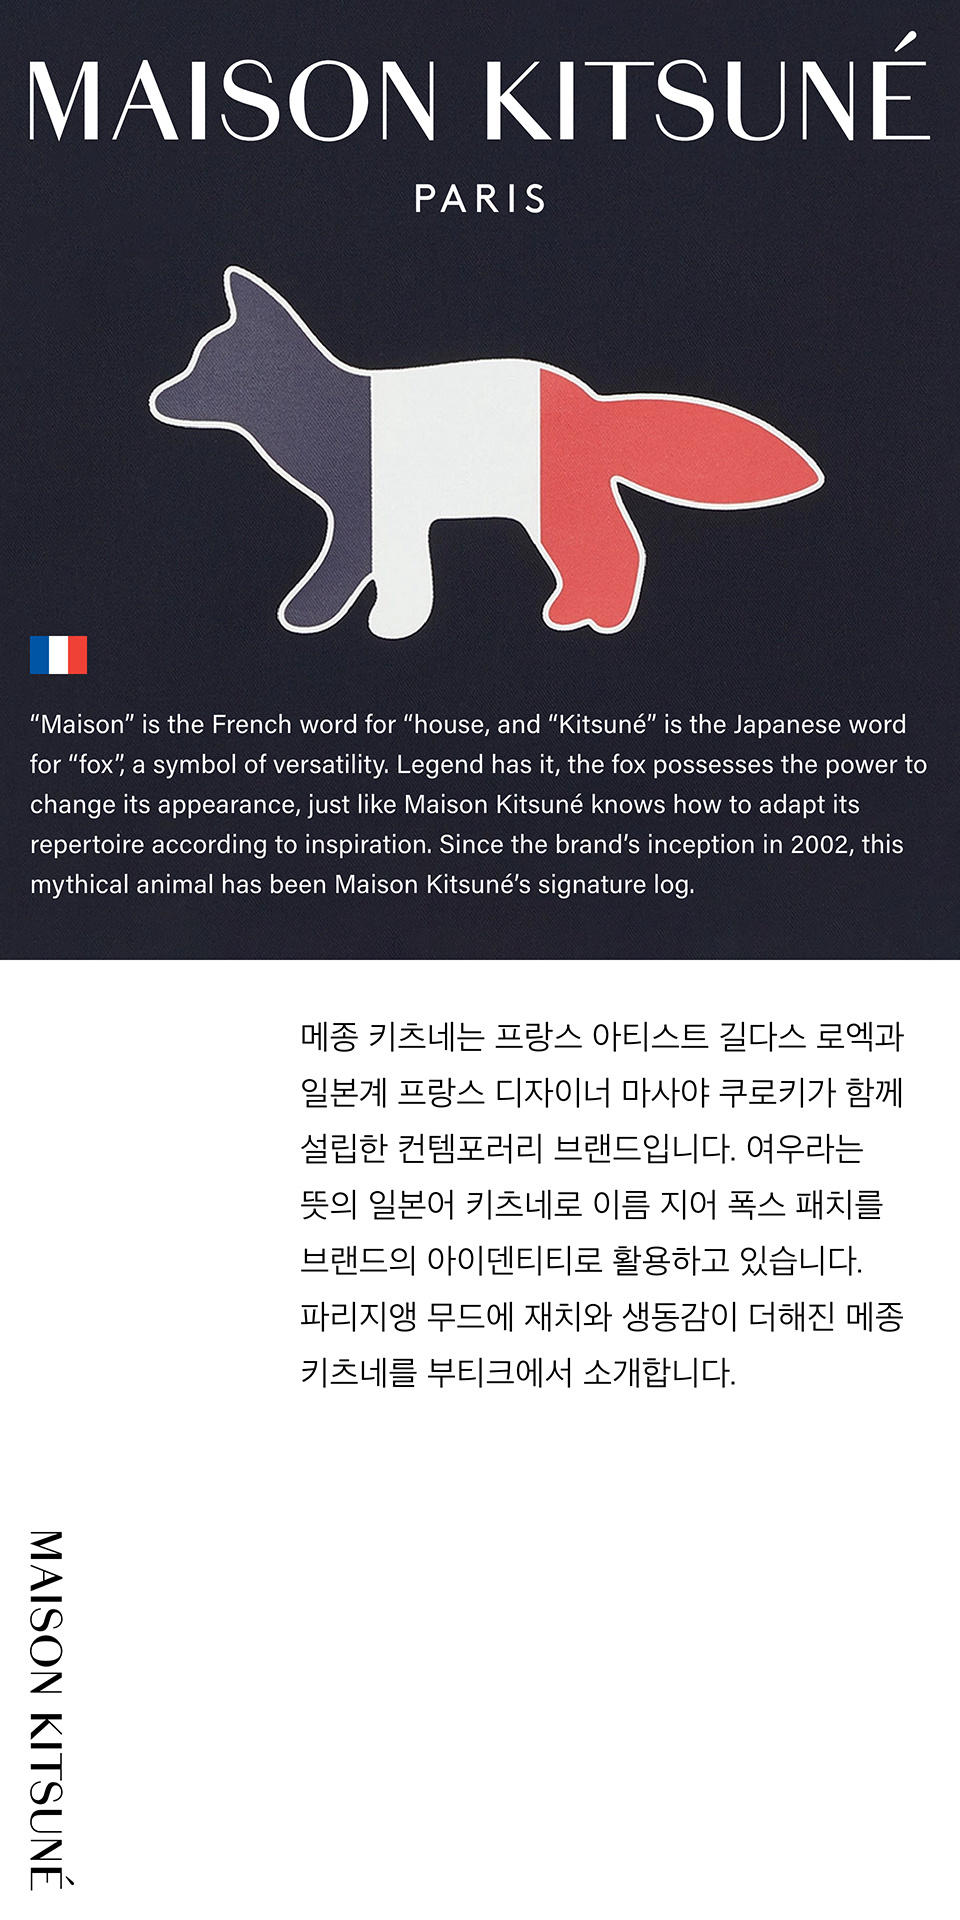 MAISON KITSUNÉ
PARIS
“Maison” is the French word for “house, and “Kitsuné” is the Japanese word
for “fox”, a symbol of versatility. Legend has it, the fox possesses the power to
change its appearance, just like Maison Kitsuné knows how to adapt its
repertoire according to inspiration. Since the brand’s inception in 2002, this
mythical animal has been Maison Kitsuné’s signature log.
메종 키츠네는 프랑스 아티스트 길다스 로엑과
일본계 프랑스 디자이너 마사야 쿠로키가 함께
설립한 컨템포러리 브랜드입니다. 여우라는
뜻의 일본어 키츠네로 이름 지어 폭스 패치를
브랜드의 아이덴티티로 활용하고 있습니다.
파리지앵 무드에 재치와 생동감이 더해진 메종
키츠네를 부티크에서 소개합니다.
MAISON KITSUNÉ